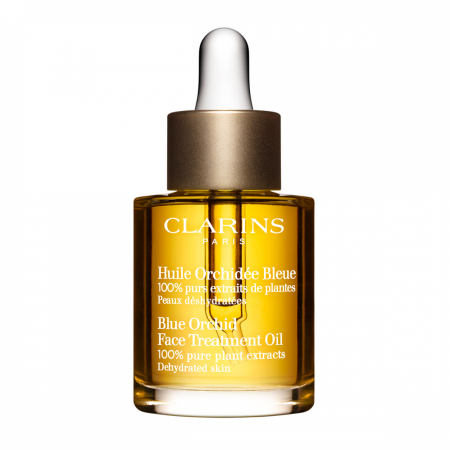 CLARINS
PARIS
Huile Orchidée Bleue
100% purs extraits de plantes
Peaux déshydratées
Blue Orchid
Face Treatment Oil
100% pure plant extracts
Dehydrated skin